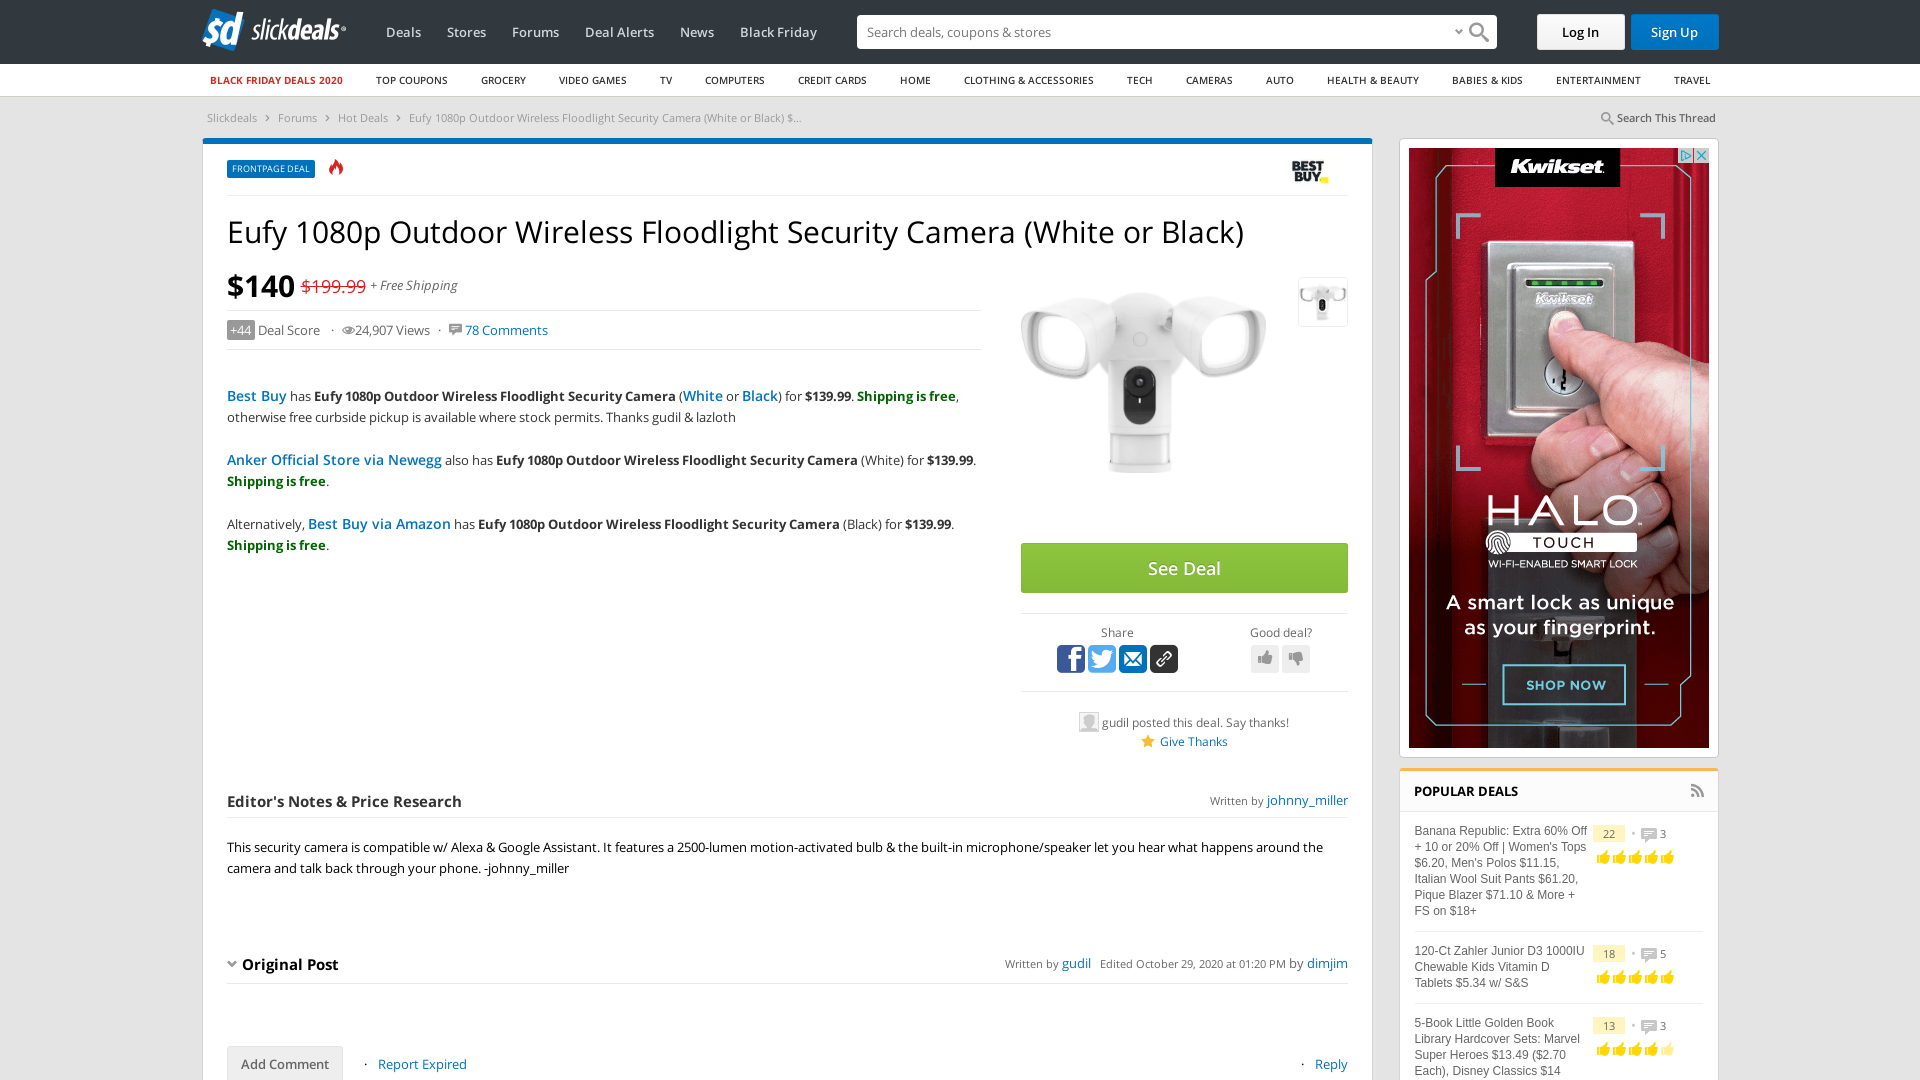 sd slickdeals
Deals
Stores
Forums
Deal Alerts
News
Black Friday
Search deals, coupons & shops
Log In
Sign Up
BLACK FRIDAY DEALS 2020
TOP COUPONS
GROCERY
VIDEO GAMES
TV
COMPUTERS
CREDIT CARDS
HOME
CLOTHING & ACCESSORIES
TECH
CAMERAS
AUTO
HEALTH & BEAUTY
BABIES & KIDS
ENTERTAINMENT
TRAVEL
Slickdeals > Forums > Hot Deals > Eufy 1080p Outdoor Wireless Floodlight Security Camera (White or Black) $...
Search This Thread
FRONTPAGE DEAL
BEST
BUY
Eufy 1080p Outdoor Wireless Floodlight Security Camera (White or Black)
$140 $199.99 + Free Shipping
+44 Deal Score · 24,907 Views · 78 Comments
Best Buy has Eufy 1080p Outdoor Wireless Floodlight Security Camera (White or Black) for $139.99. Shipping is free,
otherwise free curbside pickup is available where stock permits. Thanks gudil & lazloth
Anker Official Store via Newegg also has Eufy 1080p Outdoor Wireless Floodlight Security Camera (White) for $139.99.
Shipping is free.
Alternatively, Best Buy via Amazon has Eufy 1080p Outdoor Wireless Floodlight Security Camera (Black) for $139.99.
Shipping is free.
See Deal
Share
Good deal?
gudil posted this deal. Say thanks!
Give Thanks
Editor's Notes & Price Research
Written by johnny_miller
This security camera is compatible w/ Alexa & Google Assistant. It features a 2500-lumen motion-activated bulb & the built-in microphone/speaker let you hear what happens around the
camera and talk back through your phone. -johnny_miller
Original Post
Written by gudil Edited October 29, 2020 at 01:20 PM by dimjim
Add Comment
· Report Expired
· Reply
Kwikset
Kwikset
HALO
TOUCH
WI-FI-ENABLED SMART LOCK
A smart lock as unique
as your fingerprint.
SHOP NOW
POPULAR DEALS
Banana Republic: Extra 60% Off
+ 10 or 20% Off | Women's Tops
$6.20, Men's Polos $11.15,
Italian Wool Suit Pants $61.20,
Pique Blazer $71.10 & More +
FS on $18+
22 • 3
120-Ct Zahler Junior D3 1000IU
Chewable Kids Vitamin D
Tablets $5.34 w/ S&S
18 • 5
5-Book Little Golden Book
Library Hardcover Sets: Marvel
Super Heroes $13.49 ($2.70
Each), Disney Classics $14
13 • 3